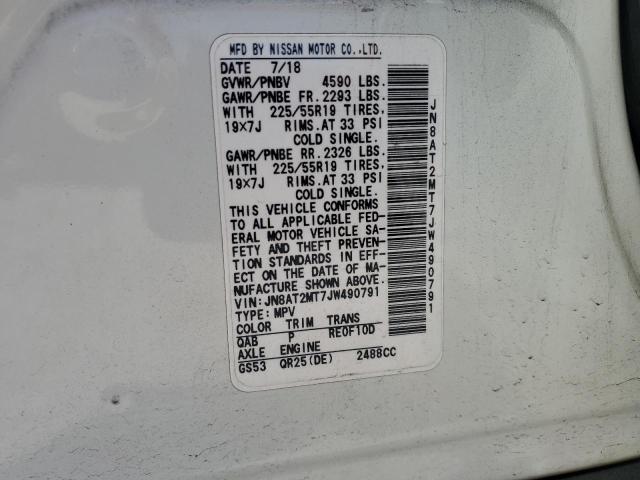 MFD BY NISSAN MOTOR CO.,LTD.
DATE 7/18
GVWR/PNBV 4590 LBS.
GAWR/PNBE FR.2293 LBS.
WITH 225/55R19 TIRES,
19X7J RIMS.AT 33 PSI
COLD SINGLE.
GAWR/PNBE RR.2326 LBS.
WITH 225/55R19 TIRES,
19X7J RIMS.AT 33 PSI
COLD SINGLE.
THIS VEHICLE CONFORMS
TO ALL APPLICABLE FED-
ERAL MOTOR VEHICLE SA-
FETY AND THEFT PREVEN-
TION STANDARDS IN EFF-
ECT ON THE DATE OF MA-
NUFACTURE SHOWN ABOVE.
VIN:JN8AT2MT7JW490791
TYPE:MPV
COLOR TRIM TRANS
QAB P RE0F10D
AXLE ENGINE
GS53 QR25(DE) 2488CC
JN8AT2MT7JW490791